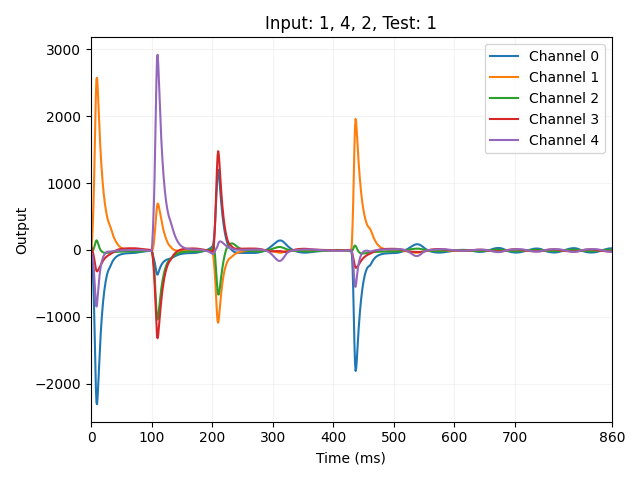 Input: 1, 4, 2, Test: 1
3000
2000
1000
0
−1000
−2000
Output
Channel 0
Channel 1
Channel 2
Channel 3
Channel 4
0 100 200 300 400 500 600 700 860
Time (ms)